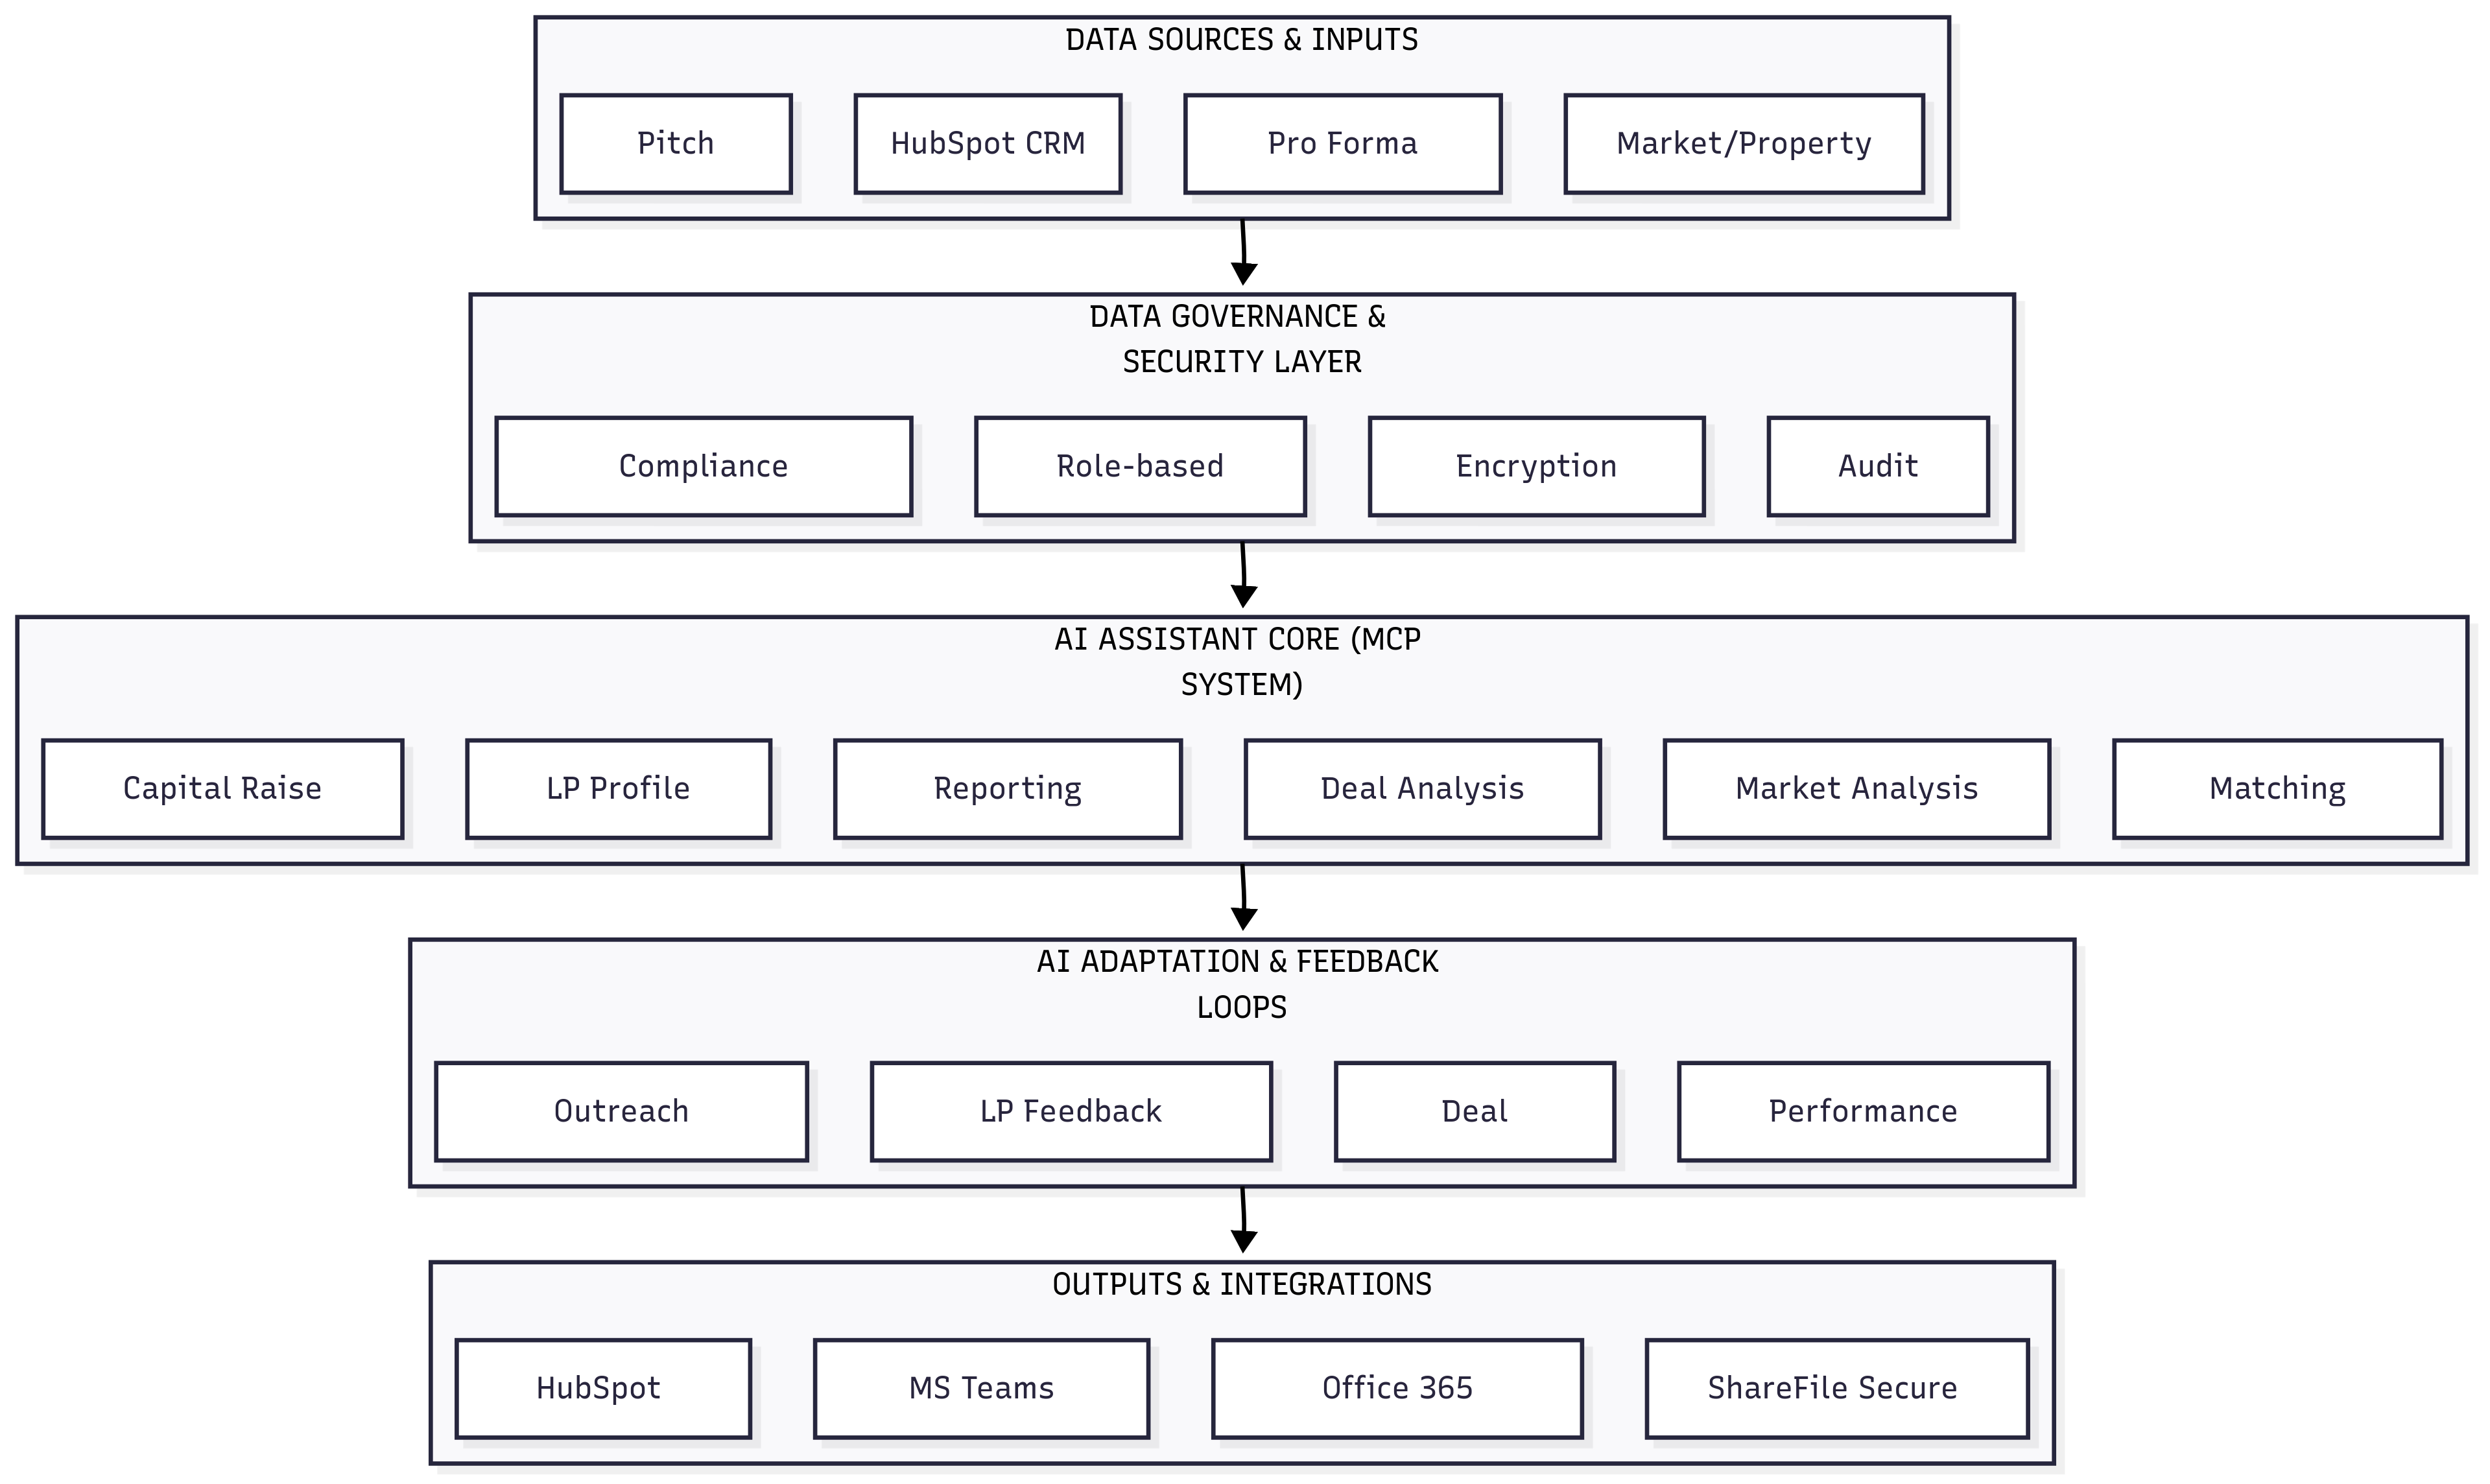 DATA SOURCES & INPUTS
Pitch
HubSpot CRM
Pro Forma
Market/Property
DATA GOVERNANCE &
SECURITY LAYER
Compliance
Role-based
Encryption
Audit
AI ASSISTANT CORE (MCP
SYSTEM)
Capital Raise
LP Profile
Reporting
Deal Analysis
Market Analysis
Matching
AI ADAPTATION & FEEDBACK
LOOPS
Outreach
LP Feedback
Deal
Performance
OUTPUTS & INTEGRATIONS
HubSpot
MS Teams
Office 365
ShareFile Secure